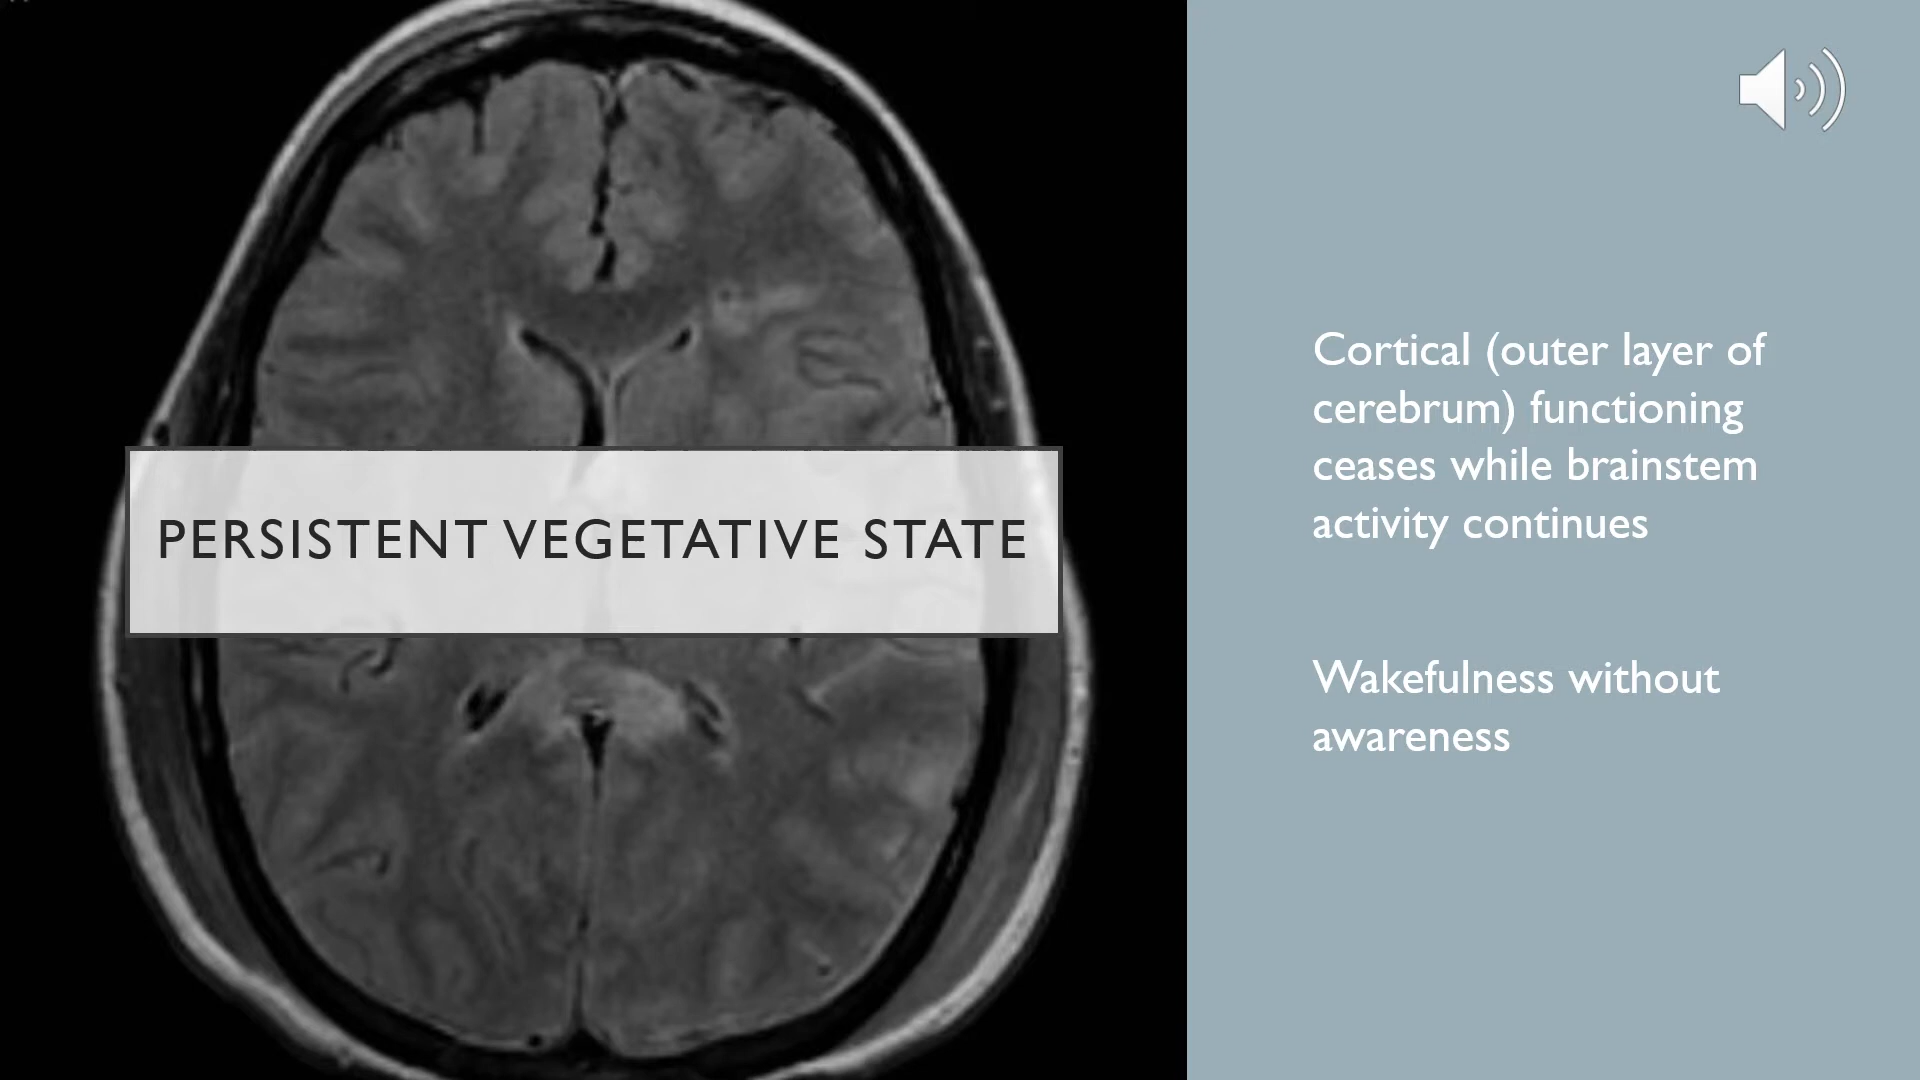 PERSISTENT VEGETATIVE STATE
Cortical (outer layer of
cerebrum) functioning
ceases while brainstem
activity continues
Wakefulness without
awareness